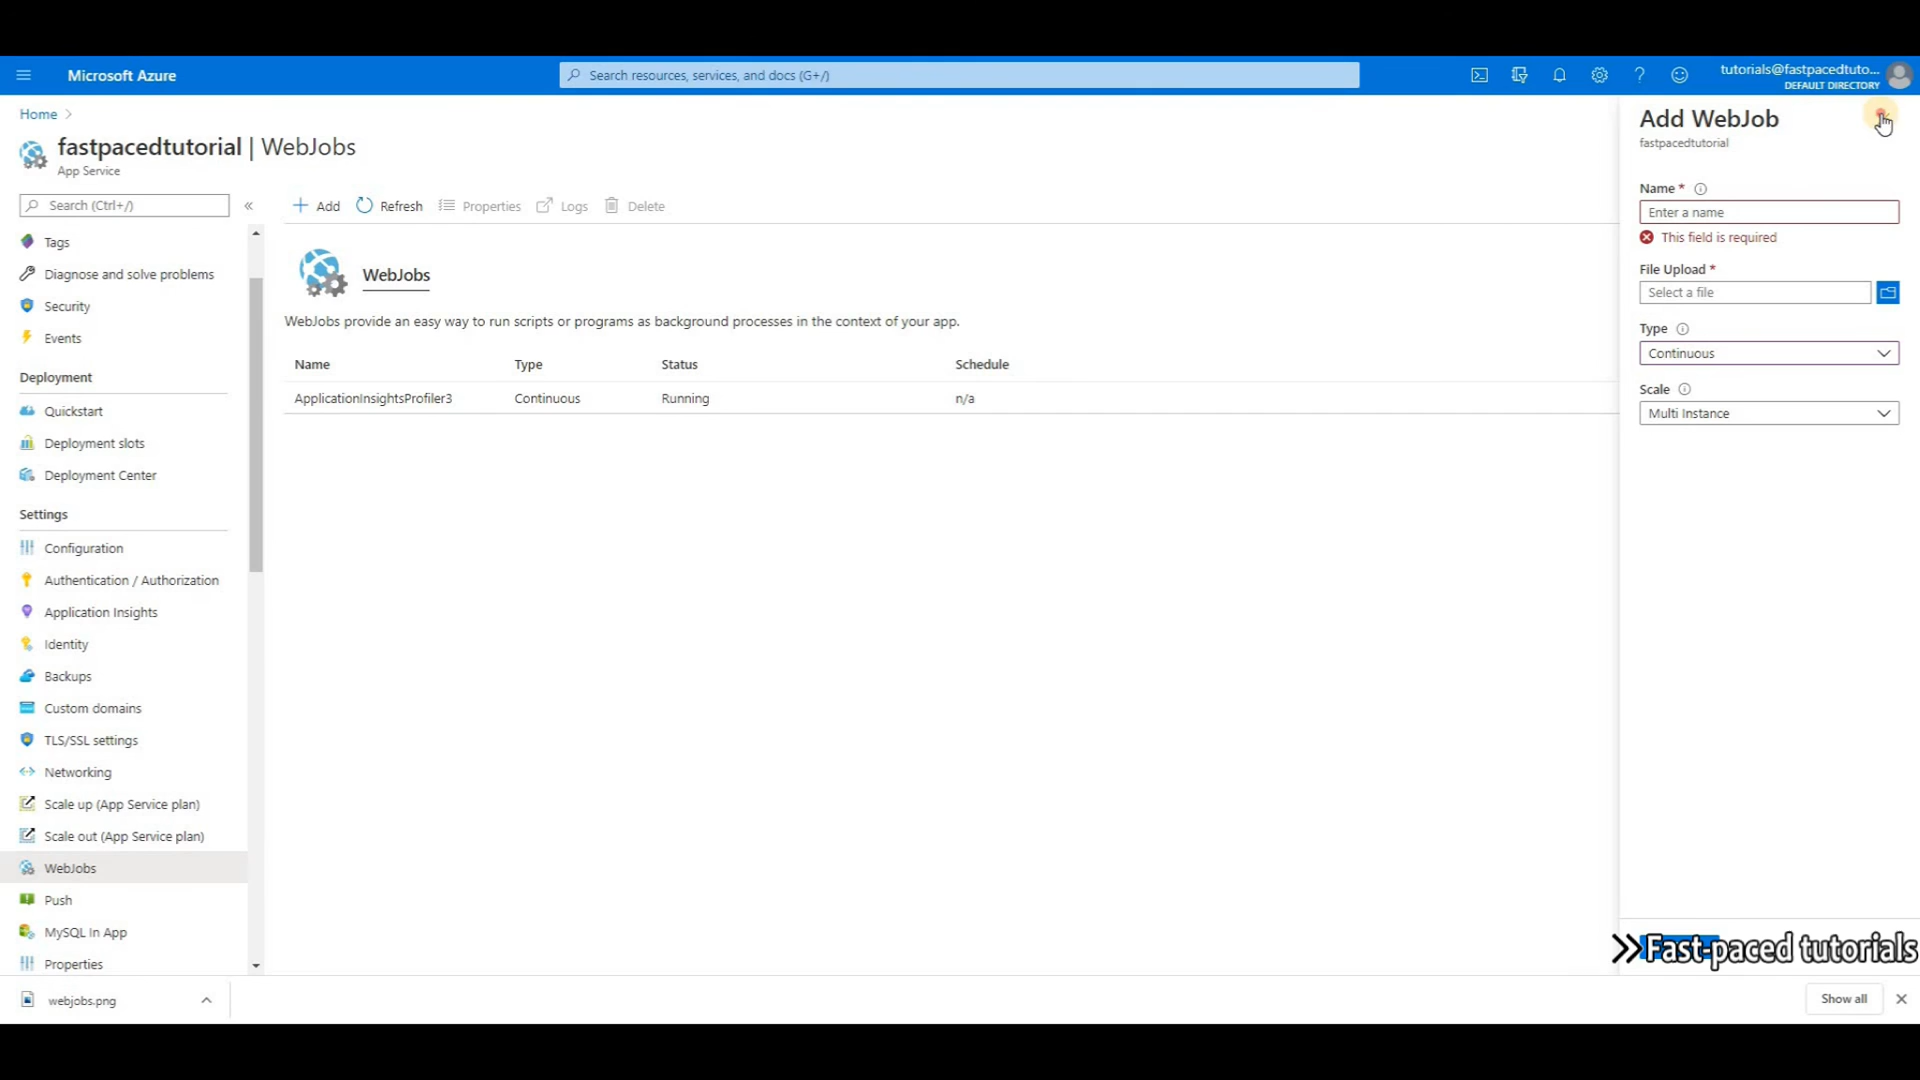 Microsoft Azure
Search resources, services, and docs (G+/)
tutorials@fastpacedtuto...
DEFAULT DIRECTORY
Home
fastpacedtutorial | WebJobs
App Service
Search (Ctrl+/)
Tags
Diagnose and solve problems
Security
Events
Deployment
Quickstart
Deployment slots
Deployment Center
Settings
Configuration
Authentication / Authorization
Application Insights
Identity
Backups
Custom domains
TLS/SSL settings
Networking
Scale up (App Service plan)
Scale out (App Service plan)
WebJobs
Push
MySQL In App
Properties
Add Refresh Properties Logs Delete
WebJobs
WebJobs provide an easy way to run scripts or programs as background processes in the context of your app.
Name Type Status Schedule
ApplicationInsightsProfiler3 Continuous Running n/a
Add WebJob
fastpacedtutorial
Name *
Enter a name
This field is required
File Upload *
Select a file
Type
Continuous
Scale
Multi Instance
Fast-paced tutorials
webjobs.png
Show all